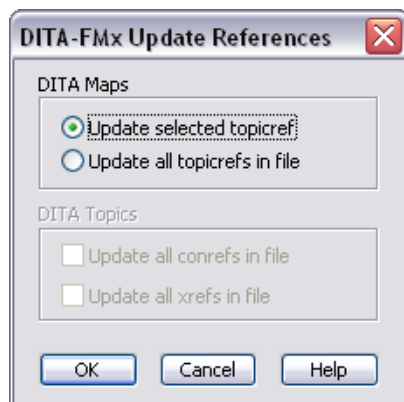 DITA-FMx Update References
DITA Maps
Update selected topicref
Update all topicrefs in file
DITA Topics
Update all conrefs in file
Update all xrefs in file
OK Cancel Help